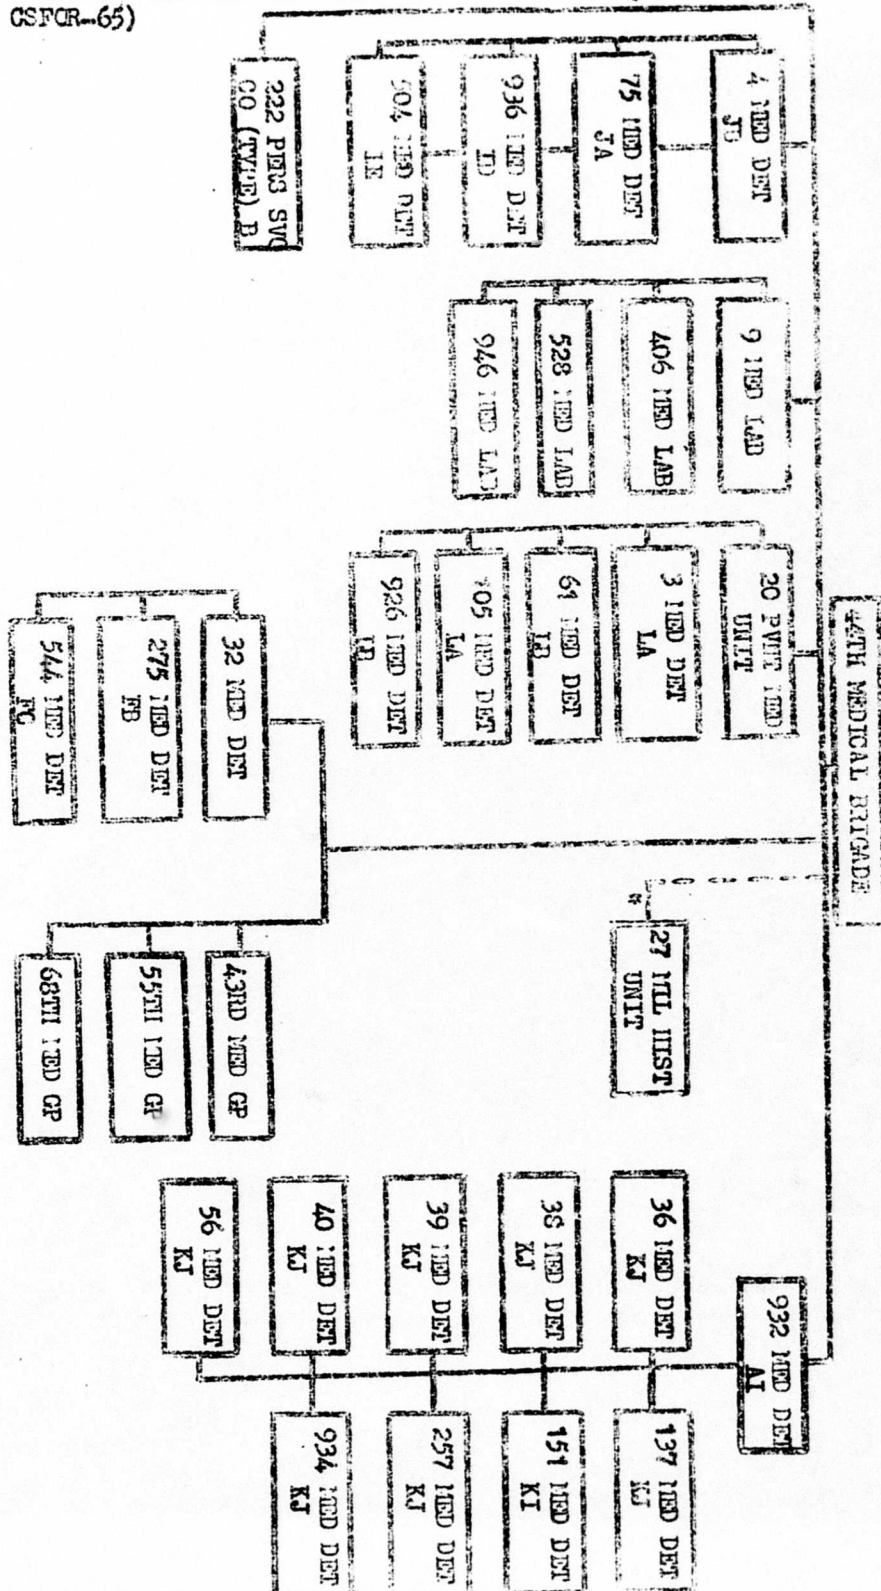 CSFOR-65)
44TH MEDICAL BRIGADE
4 MED DET
75 MED DET
JA
936 MED DET
ID
504 MED DET
IE
222 PERS SVC
CO (TYPE) B
9 MED LAB
406 MED LAB
528 MED LAB
946 MED LAB
20 PVNT MED
UNIT
3 MED DET
LA
61 MED DET
LB
105 MED DET
LA
926 MED DET
LB
32 MED DET
275 MED DET
FB
544 MED DET
FC
27 MIL HIST
UNIT
*
43RD MED GP
55TH MED GP
68TH MED GP
932 MED DET
AI
36 MED DET
KJ
38 MED DET
KJ
39 MED DET
KJ
40 MED DET
KJ
56 MED DET
KJ
137 MED DET
KJ
151 MED DET
KI
257 MED DET
KJ
934 MED DET
KJ